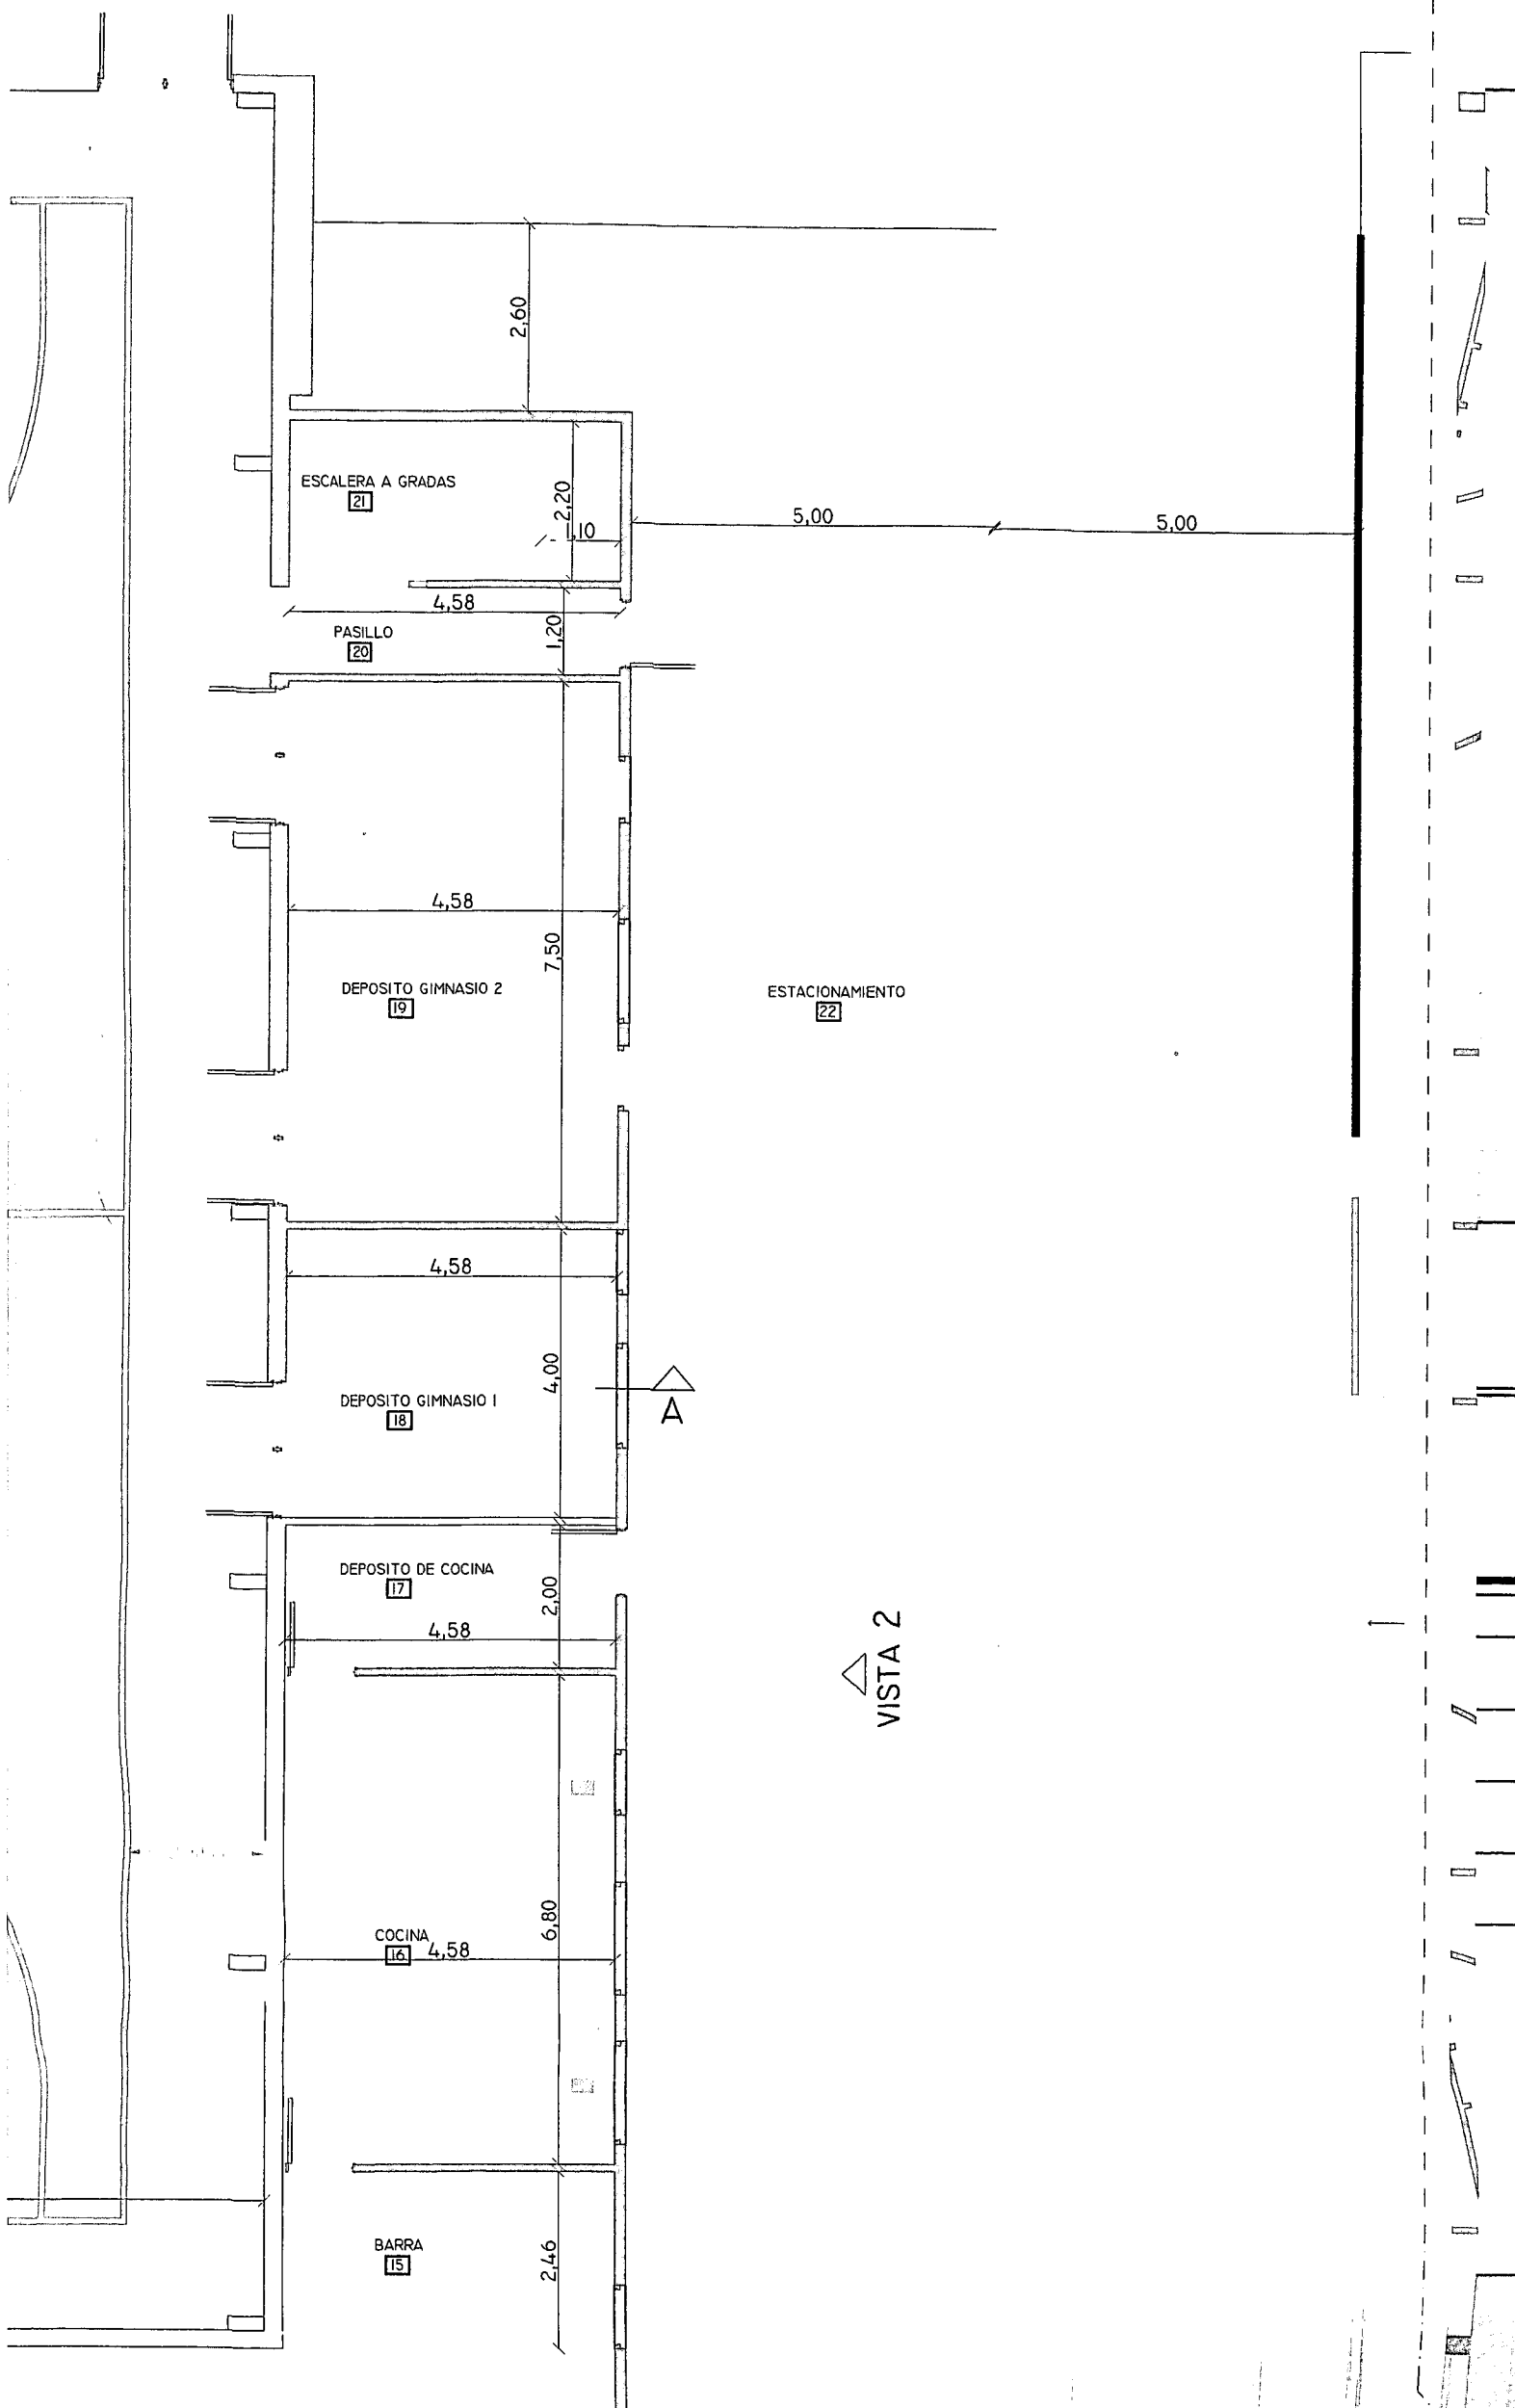 2,60
ESCALERA A GRADAS
21
2,20
1,10
5,00
5,00
4,58
1,20
PASILLO
20
4,58
7,50
DEPOSITO GIMNASIO 2
19
ESTACIONAMIENTO
22
4,58
4,00
DEPOSITO GIMNASIO 1
18
A
DEPOSITO DE COCINA
17
2,00
4,58
VISTA 2
6,80
COCINA
16
4,58
BARRA
15
2,46